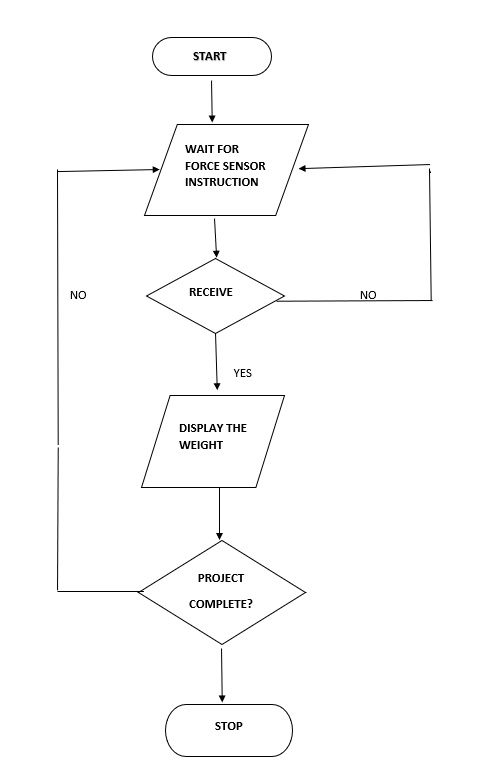 START
WAIT FOR
FORCE SENSOR
INSTRUCTION
RECEIVE
NO
NO
YES
DISPLAY THE
WEIGHT
PROJECT
COMPLETE?
STOP